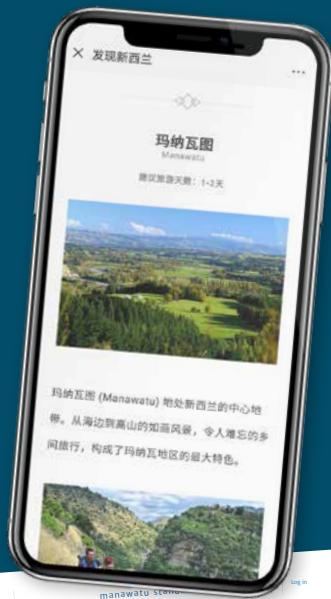 发现新西兰
玛纳瓦图
Manawatu
建议旅游天数：1-2天
玛纳瓦图 (Manawatu) 地处新西兰的中心地
带。从海边到高山的如画风景，令人难忘的乡
间旅行，构成了玛纳瓦地区的最大特色。
manawatu
Log in